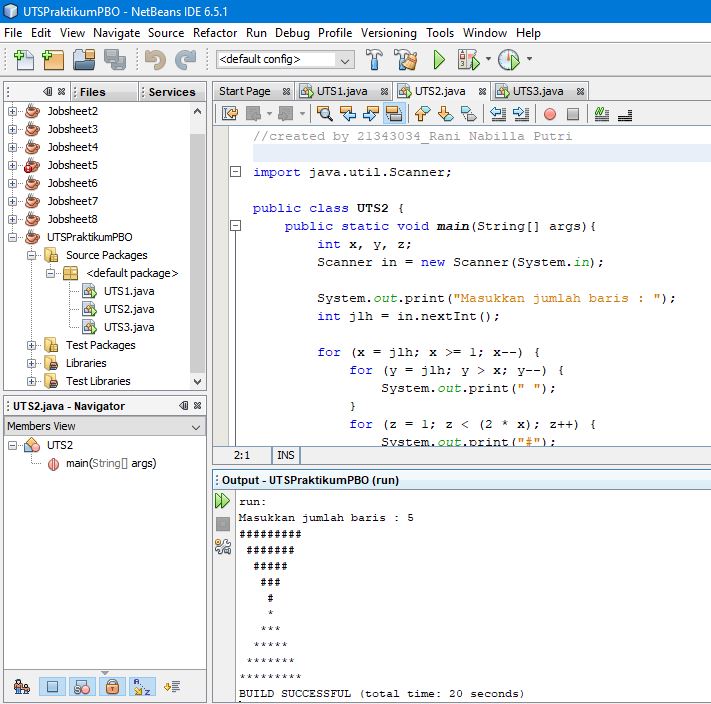 UTSPraktikumPBO - NetBeans IDE 6.5.1
File Edit View Navigate Source Refactor Run Debug Profile Versioning Tools Window Help
<default config>
Files Services
Jobsheet2
Jobsheet3
Jobsheet4
Jobsheet5
Jobsheet6
Jobsheet7
Jobsheet8
UTSPraktikumPBO
Source Packages
<default package>
UTS1.java
UTS2.java
UTS3.java
Test Packages
Libraries
Test Libraries
UTS2.java - Navigator
Members View
UTS2
main(String[] args)
Start Page UTS1.java UTS2.java UTS3.java
//created by 21343034_Rani Nabilla Putri
import java.util.Scanner;
public class UTS2 {
public static void main(String[] args){
int x, y, z;
Scanner in = new Scanner(System.in);
System.out.print("Masukkan jumlah baris : ");
int jlh = in.nextInt();
for (x = jlh; x >= 1; x--) {
for (y = jlh; y > x; y--) {
System.out.print(" ");
}
for (z = 1; z < (2 * x); z++) {
System.out.print("#");
2:1 INS
Output - UTSPraktikumPBO (run)
run:
Masukkan jumlah baris : 5
#########
 #######
  #####
   ###
    #
    *
   ***
  *****
 *******
*********
BUILD SUCCESSFUL (total time: 20 seconds)